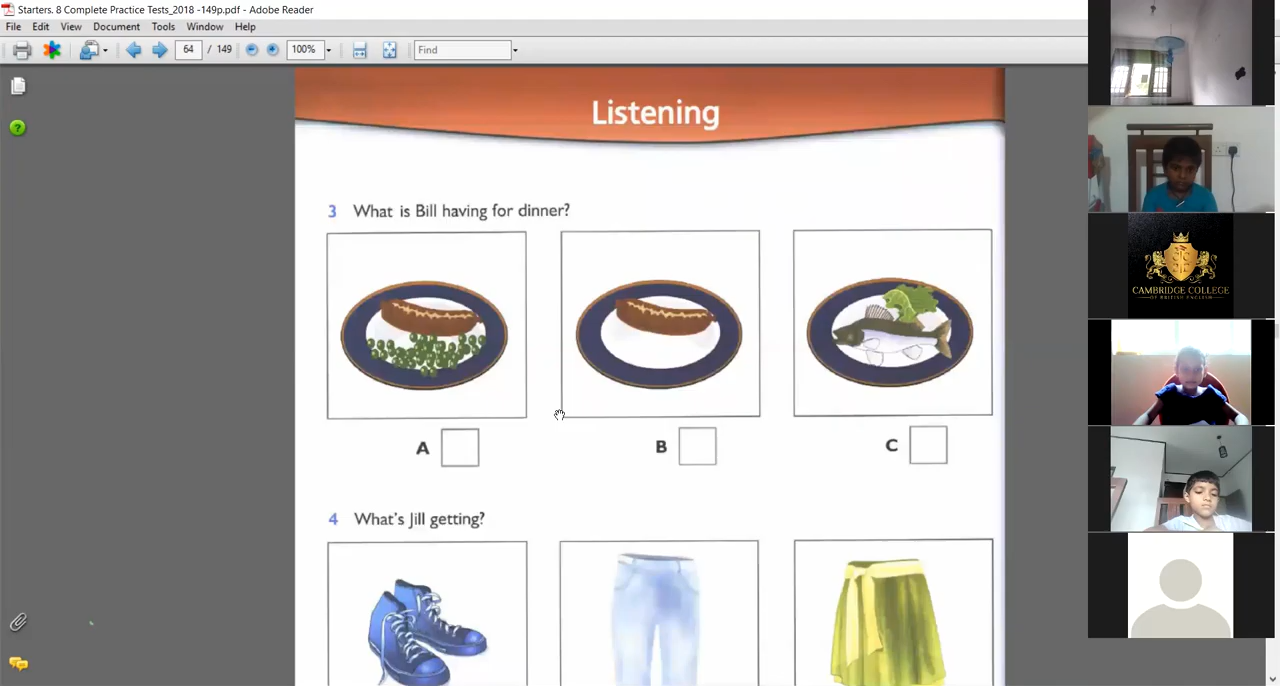 Starters. 8 Complete Practice Tests_2018 -149p.pdf - Adobe Reader
File Edit View Document Tools Window Help
64 / 149 100% Find
Listening
3 What is Bill having for dinner?
A B C
4 What's Jill getting?
CAMBRIDGE COLLEGE
OF BRITISH ENGLISH